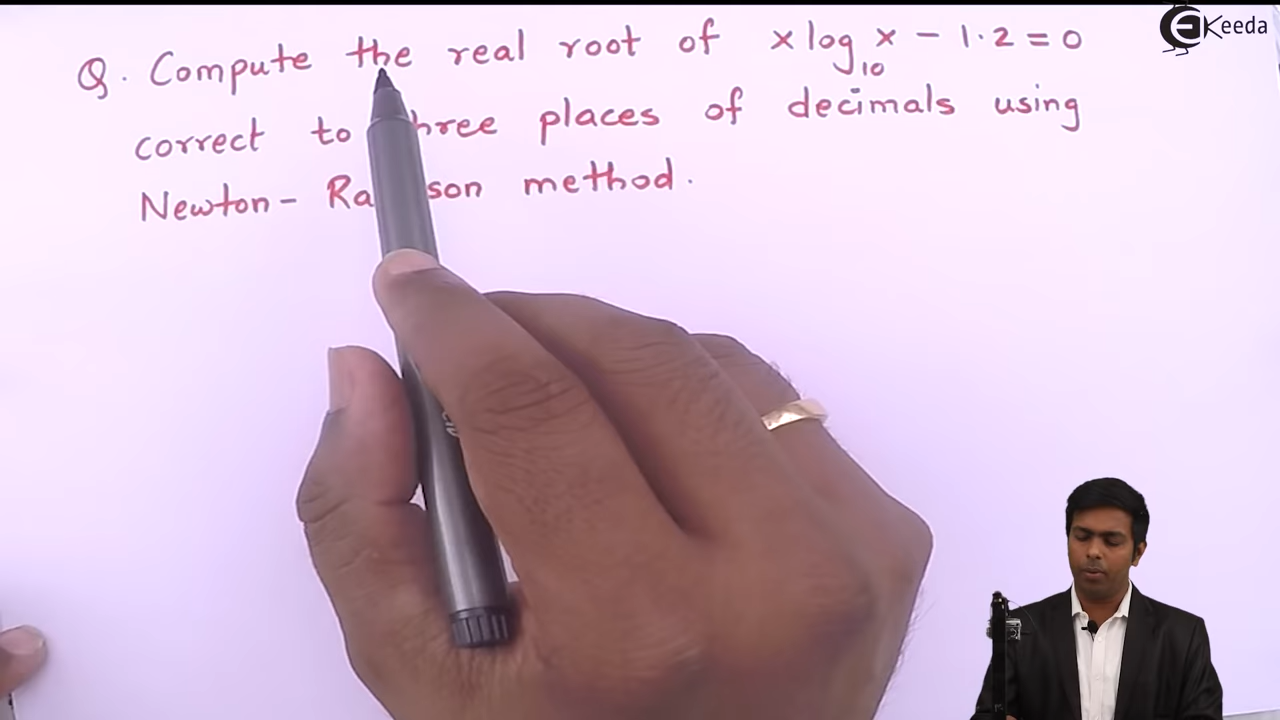 Q. Compute the real root of x log₁₀ x - 1.2 = 0
correct to three places of decimals using
Newton- method.
EKeeda